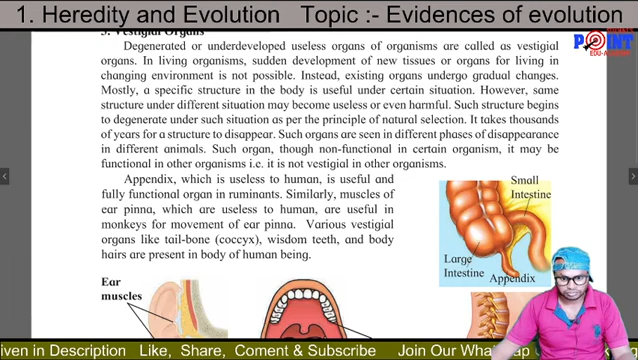 1. Heredity and Evolution Topic :- Evidences of evolution
3. Vestigial Organs
POINT
Degenerated or underdeveloped useless organs of organisms are called as vestigial
organs. In living organisms, sudden development of new tissues or organs for living in
changing environment is not possible. Instead, existing organs undergo gradual changes.
Mostly, a specific structure in the body is useful under certain situation. However, same
structure under different situation may become useless or even harmful. Such structure begins
to degenerate under such situation as per the principle of natural selection. It takes thousands
of years for a structure to disappear. Such organs are seen in different phases of disappearance
in different animals. Such organ, though non-functional in certain organism, it may be
functional in other organisms i.e. it is not vestigial in other organisms.
Appendix, which is useless to human, is useful and
fully functional organ in ruminants. Similarly, muscles of
ear pinna, which are useless to human, are useful in
monkeys for movement of ear pinna. Various vestigial
organs like tail-bone (coccyx), wisdom teeth, and body
hairs are present in body of human being.
Small
Intestine
Large
Intestine
Appendix
Ear
muscles
iven in Description Like, Share, Coment & Subscribe Join Our Wha